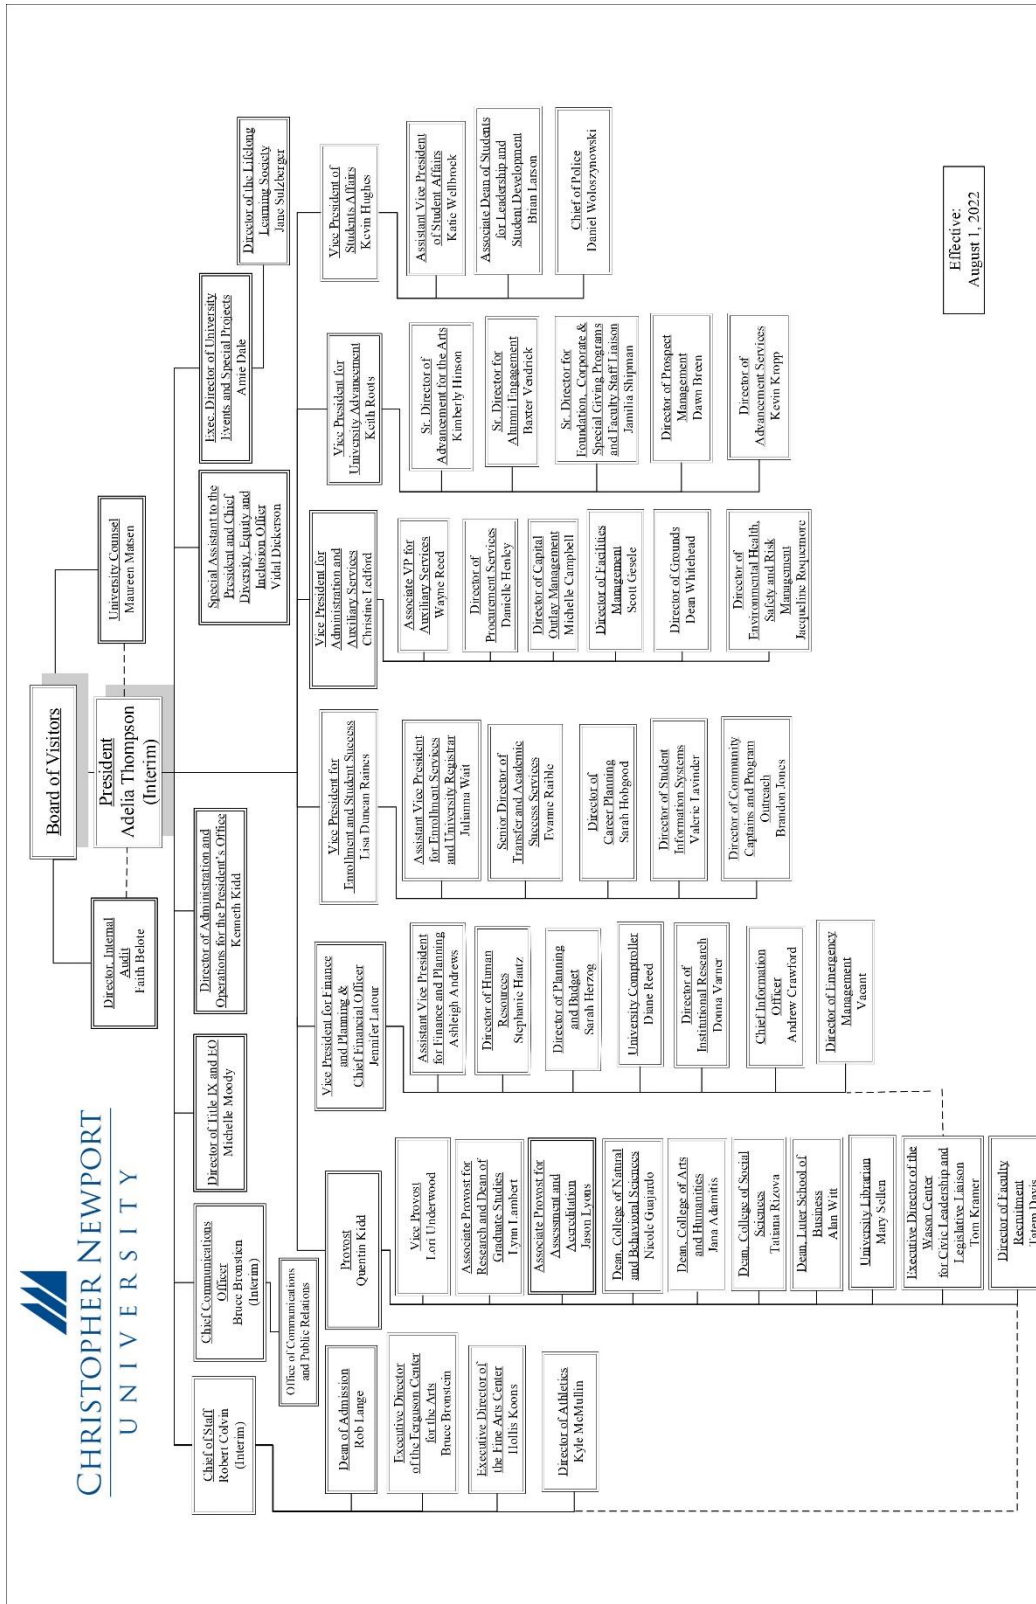 CHRISTOPHER NEWPORT
UNIVERSITY
Board of Visitors
President
Adelia Thompson
(Interim)
Director, Internal
Audit
Faith Belote
University Counsel
Maureen Matsen
Chief of Staff
Robert Colvin
(Interim)
Chief Communications
Officer
Bruce Bronstien
(Interim)
Office of Communications
and Public Relations
Director of Title IX and EO
Michelle Moody
Director of Administration and
Operations for the President's Office
Kenneth Kidd
Special Assistant to the
President and Chief
Diversity, Equity and
Inclusion Officer
Vidal Dickerson
Exec. Director of University
Events and Special Projects
Amie Dale
Director of the Lifelong
Learning Society
Jane Sulzberger
Dean of Admission
Rob Lange
Executive Director
of the Ferguson Center
for the Arts
Bruce Bronstein
Executive Director of
the Fine Arts Center
Hollis Koons
Director of Athletics
Kyle McMullin
Provost
Quentin Kidd
Vice Provost
Lori Underwood
Associate Provost for
Research and Dean of
Graduate Studies
Lynn Lambert
Associate Provost for
Assessment and
Accreditation
Jason Lyons
Dean, College of Natural
and Behavioral Sciences
Nicole Guajardo
Dean, College of Arts
and Humanities
Jana Adamitis
Dean, College of Social
Sciences
Tatiana Rizova
Dean, Luter School of
Business
Alan Witt
University Librarian
Mary Sellen
Executive Director of the
Wason Center
for Civic Leadership and
Legislative Liaison
Tom Kramer
Director of Faculty
Recruitment
Tatem Davis
Vice President for Finance
and Planning &
Chief Financial Officer
Jennifer Latour
Assistant Vice President
for Finance and Planning
Ashleigh Andrews
Director of Human
Resources
Stephanie Hautz
Director of Planning
and Budget
Sarah Herzog
University Comptroller
Diane Reed
Director of
Institutional Research
Donna Varner
Chief Information
Officer
Andrew Crawford
Director of Emergency
Management
Vacant
Vice President for
Enrollment and Student Success
Lisa Duncan Raines
Assistant Vice President
for Enrollment Services
and University Registrar
Julianna Wait
Senior Director of
Transfer and Academic
Success Services
Evanne Raible
Director of
Career Planning
Sarah Hobgood
Director of Student
Information Systems
Valerie Lavinder
Director of Community
Captains and Program
Outreach
Brandon Jones
Vice President for
Administration and
Auxiliary Services
Christine Ledford
Associate VP for
Auxiliary Services
Wayne Reed
Director of
Procurement Services
Danielle Henley
Director of Capital
Outlay Management
Michelle Campbell
Director of Facilities
Management
Scott Gesele
Director of Grounds
Dean Whitehead
Director of
Environmental Health,
Safety and Risk
Management
Jacqueline Roquemore
Vice President for
University Advancement
Keith Roots
Sr. Director of
Advancement for the Arts
Kimberly Hinson
Sr. Director for
Alumni Engagement
Baxter Vendrick
Sr. Director for
Foundation, Corporate &
Special Giving Programs
and Faculty Staff Liaison
Jamilia Shipman
Director of Prospect
Management
Dawn Breen
Director of
Advancement Services
Kevin Kropp
Vice President of
Students Affairs
Kevin Hughes
Assistant Vice President
of Student Affairs
Katie Wellbrock
Associate Dean of Students
for Leadership and
Student Development
Brian Larson
Chief of Police
Daniel Woloszynowski
Effective:
August 1, 2022